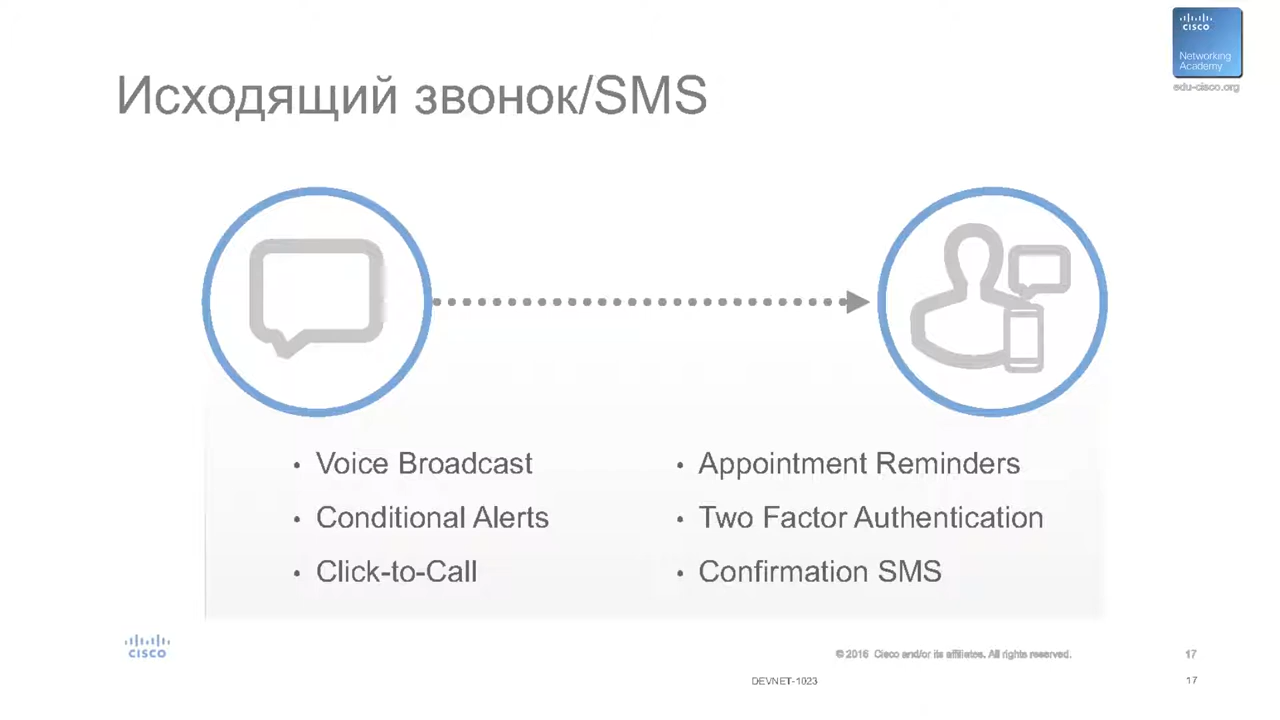 CISCO
Networking
Academy
edu-cisco.org
Исходящий звонок/SMS
• Voice Broadcast
• Conditional Alerts
• Click-to-Call
• Appointment Reminders
• Two Factor Authentication
• Confirmation SMS
CISCO
© 2016 Cisco and/or its affiliates. All rights reserved.
17
DEVNET-1023
17